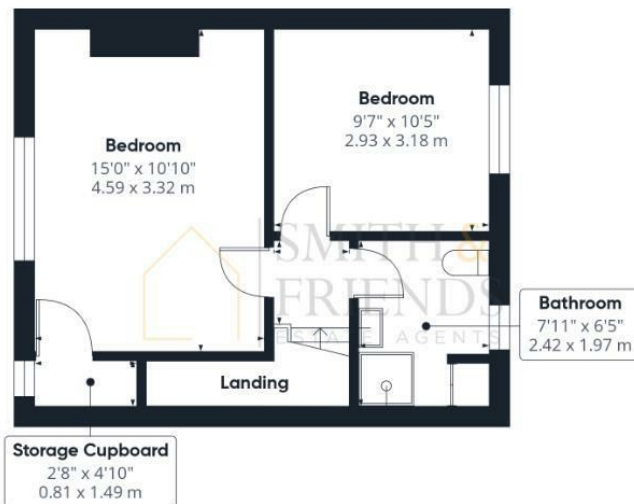 Bedroom
15'0" x 10'10"
4.59 x 3.32 m
Bedroom
9'7" x 10'5"
2.93 x 3.18 m
SMITH &
FRIENDS
ESTATE AGENTS
Bathroom
7'11" x 6'5"
2.42 x 1.97 m
Landing
Storage Cupboard
2'8" x 4'10"
0.81 x 1.49 m